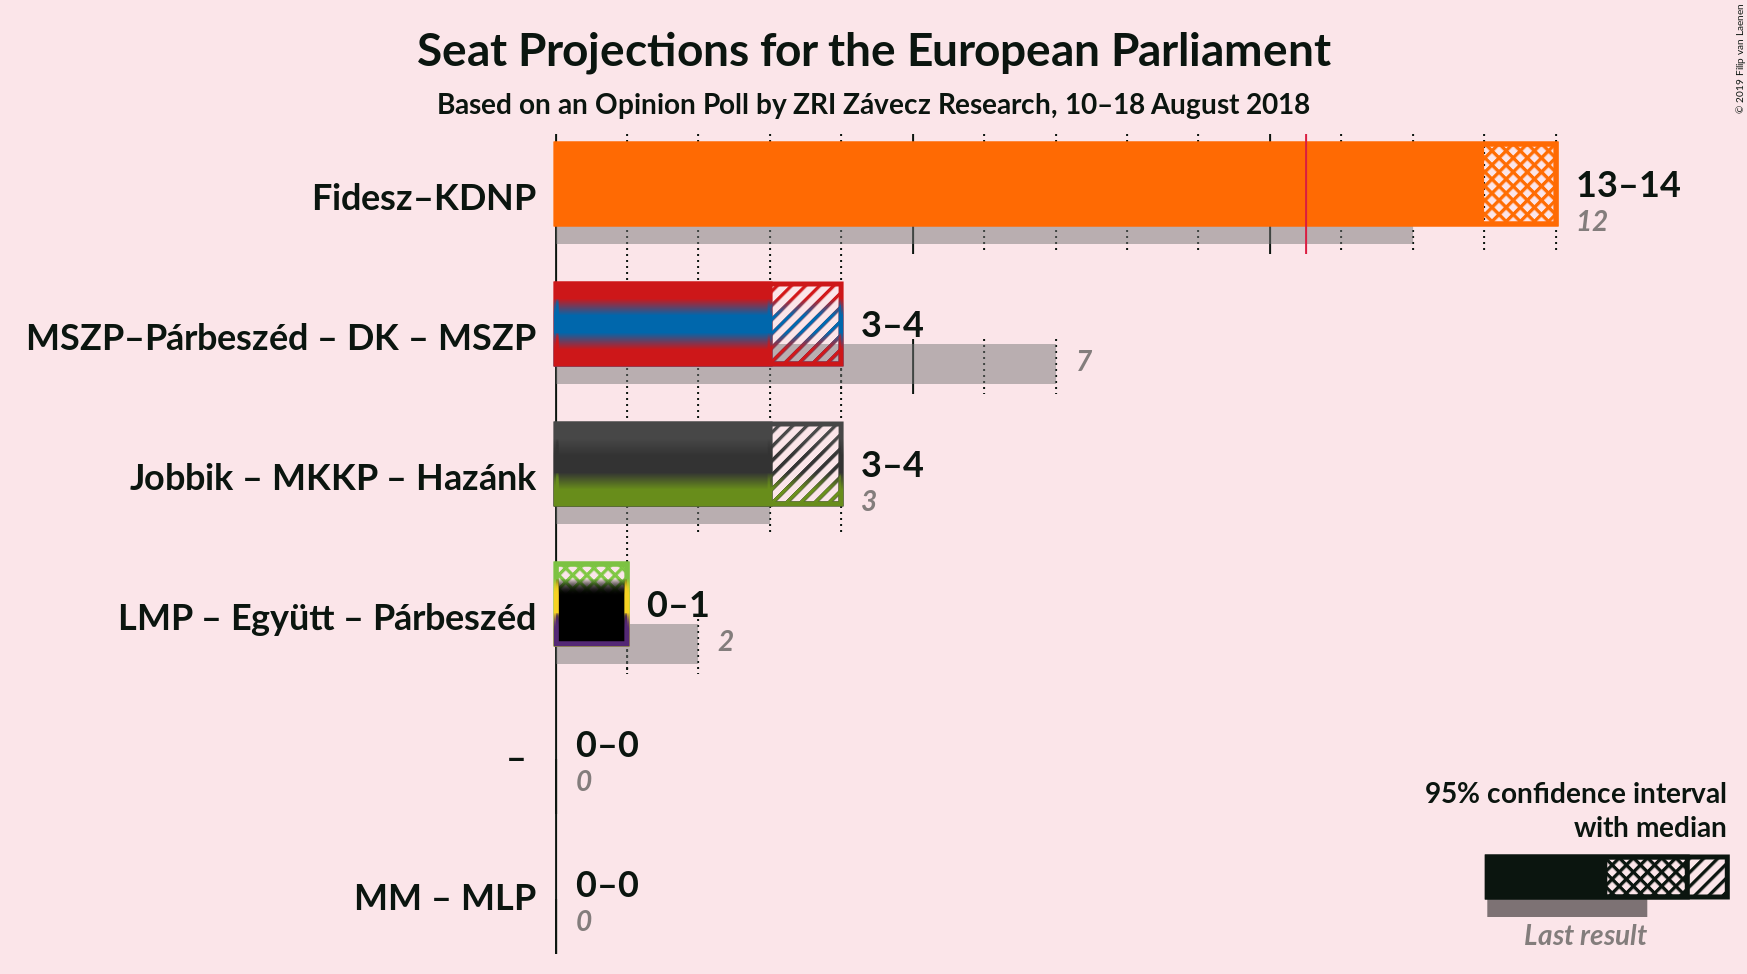 Seat Projections for the European Parliament
Based on an Opinion Poll by ZRI Závecz Research, 10–18 August 2018
© 2019 Filip van Laenen
Fidesz–KDNP
13–14
12
MSZP–Párbeszéd – DK – MSZP
3–4
7
Jobbik – MKKP – Hazánk
3–4
3
LMP – Együtt – Párbeszéd
0–1
2
–
0–0
0
MM – MLP
0–0
0
95% confidence interval
with median
Last result